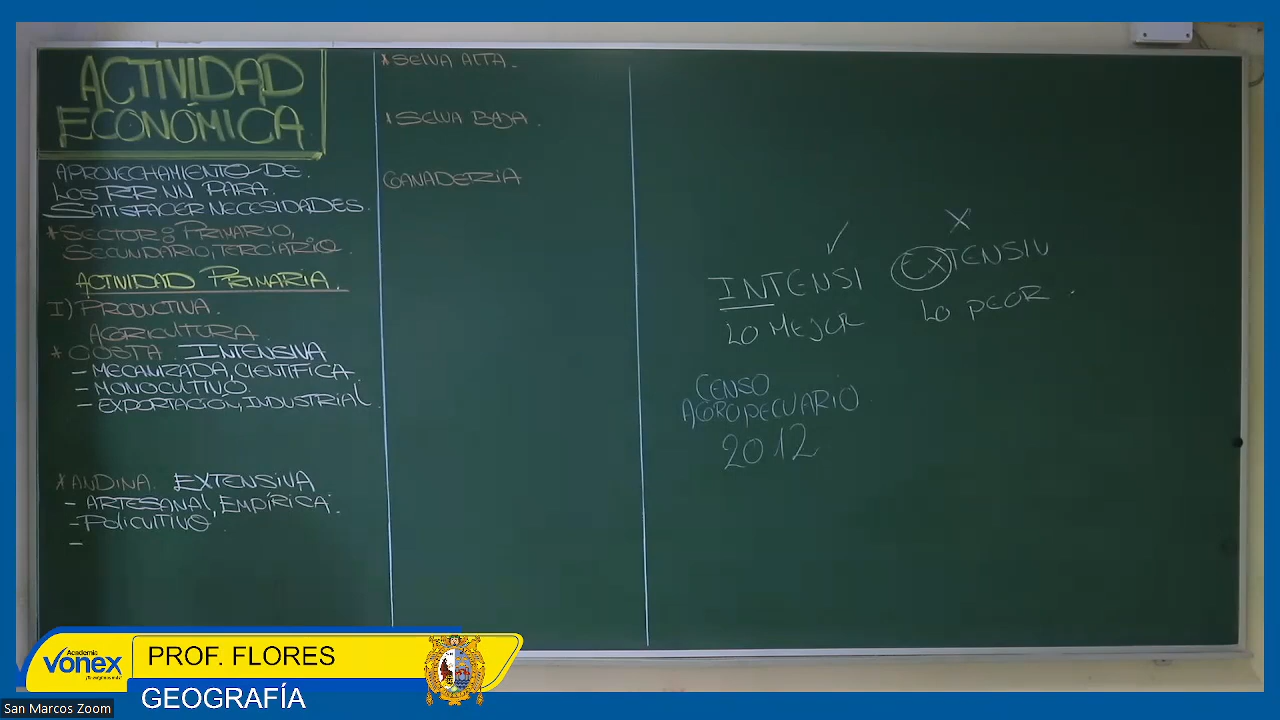 ACTIVIDAD
ECONÓMICA
APROVECHAMIENTO DE
LOS RR NN PARA
SATISFACER NECESIDADES.
*SECTOR: PRIMARIO,
SECUNDARIO, TERCIARIO
ACTIVIDAD PRIMARIA.
I) PRODUCTIVA.
AGRICULTURA
* COSTA. INTENSIVA
- MECANIZADA, CIENTÍFICA.
- MONOCULTIVO.
- EXPORTACIÓN, INDUSTRIAL
*ANDINA. EXTENSIVA
- ARTESANAL, EMPÍRICA.
- POLICULTIVO.
-
*SELVA ALTA.
*SELVA BAJA.
GANADERIA
INTENSI
LO MEJOR
X
EXTENSIV
LO PEOR.
CENSO
AGROPECUARIO
2012
Academia
vonex
PROF. FLORES
GEOGRAFÍA
San Marcos Zoom